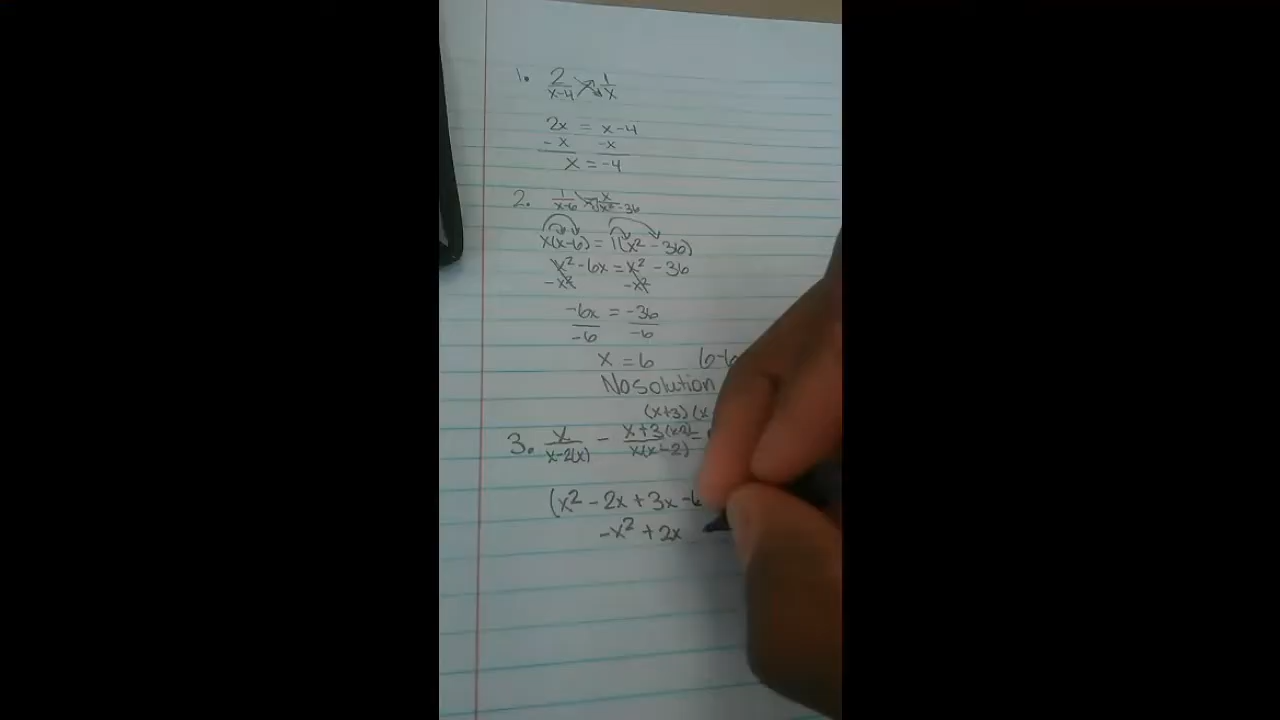 1. 2/x-4 1/x
2x = x-4
-x -x
x = -4
2. 1/x-6 x/x²-36
x(x-6) = 1(x²-36)
x²-6x = x²-36
-x² -x²
-6x = -36
-6 -6
x = 6 6-6
No solution
(x+3)(x
3. x/x-2(x) - x+3(x-2)/x(x-2) =
(x² - 2x + 3x - 6
-x² + 2x